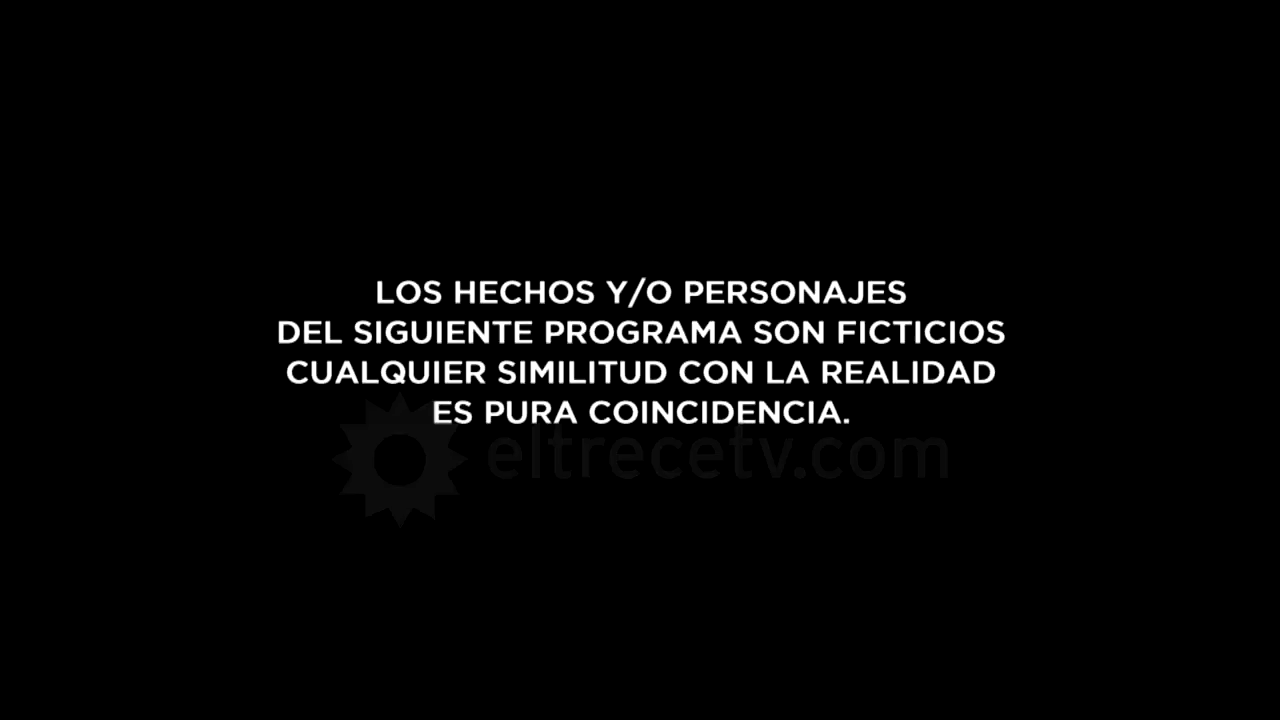 LOS HECHOS Y/O PERSONAJES
DEL SIGUIENTE PROGRAMA SON FICTICIOS
CUALQUIER SIMILITUD CON LA REALIDAD
ES PURA COINCIDENCIA.
eltrecetv.com